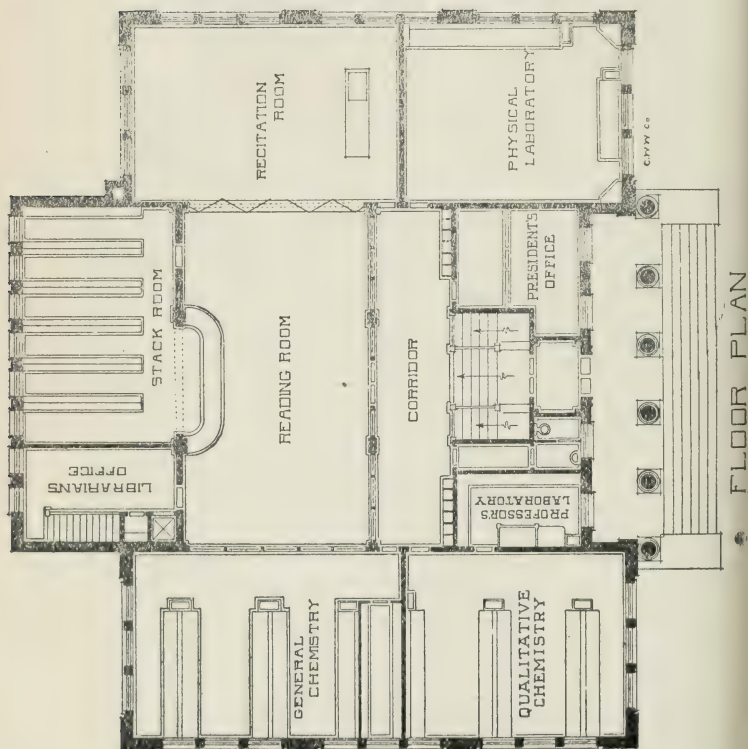 RECITATION
ROOM
PHYSICAL
LABORATORY
STACK ROOM
READING ROOM
CORRIDOR
PRESIDENT'S
OFFICE
LIBRARIANS
OFFICE
PROFESSOR'S
LABORATORY
GENERAL
CHEMISTRY
QUALITATIVE
CHEMISTRY
FLOOR PLAN